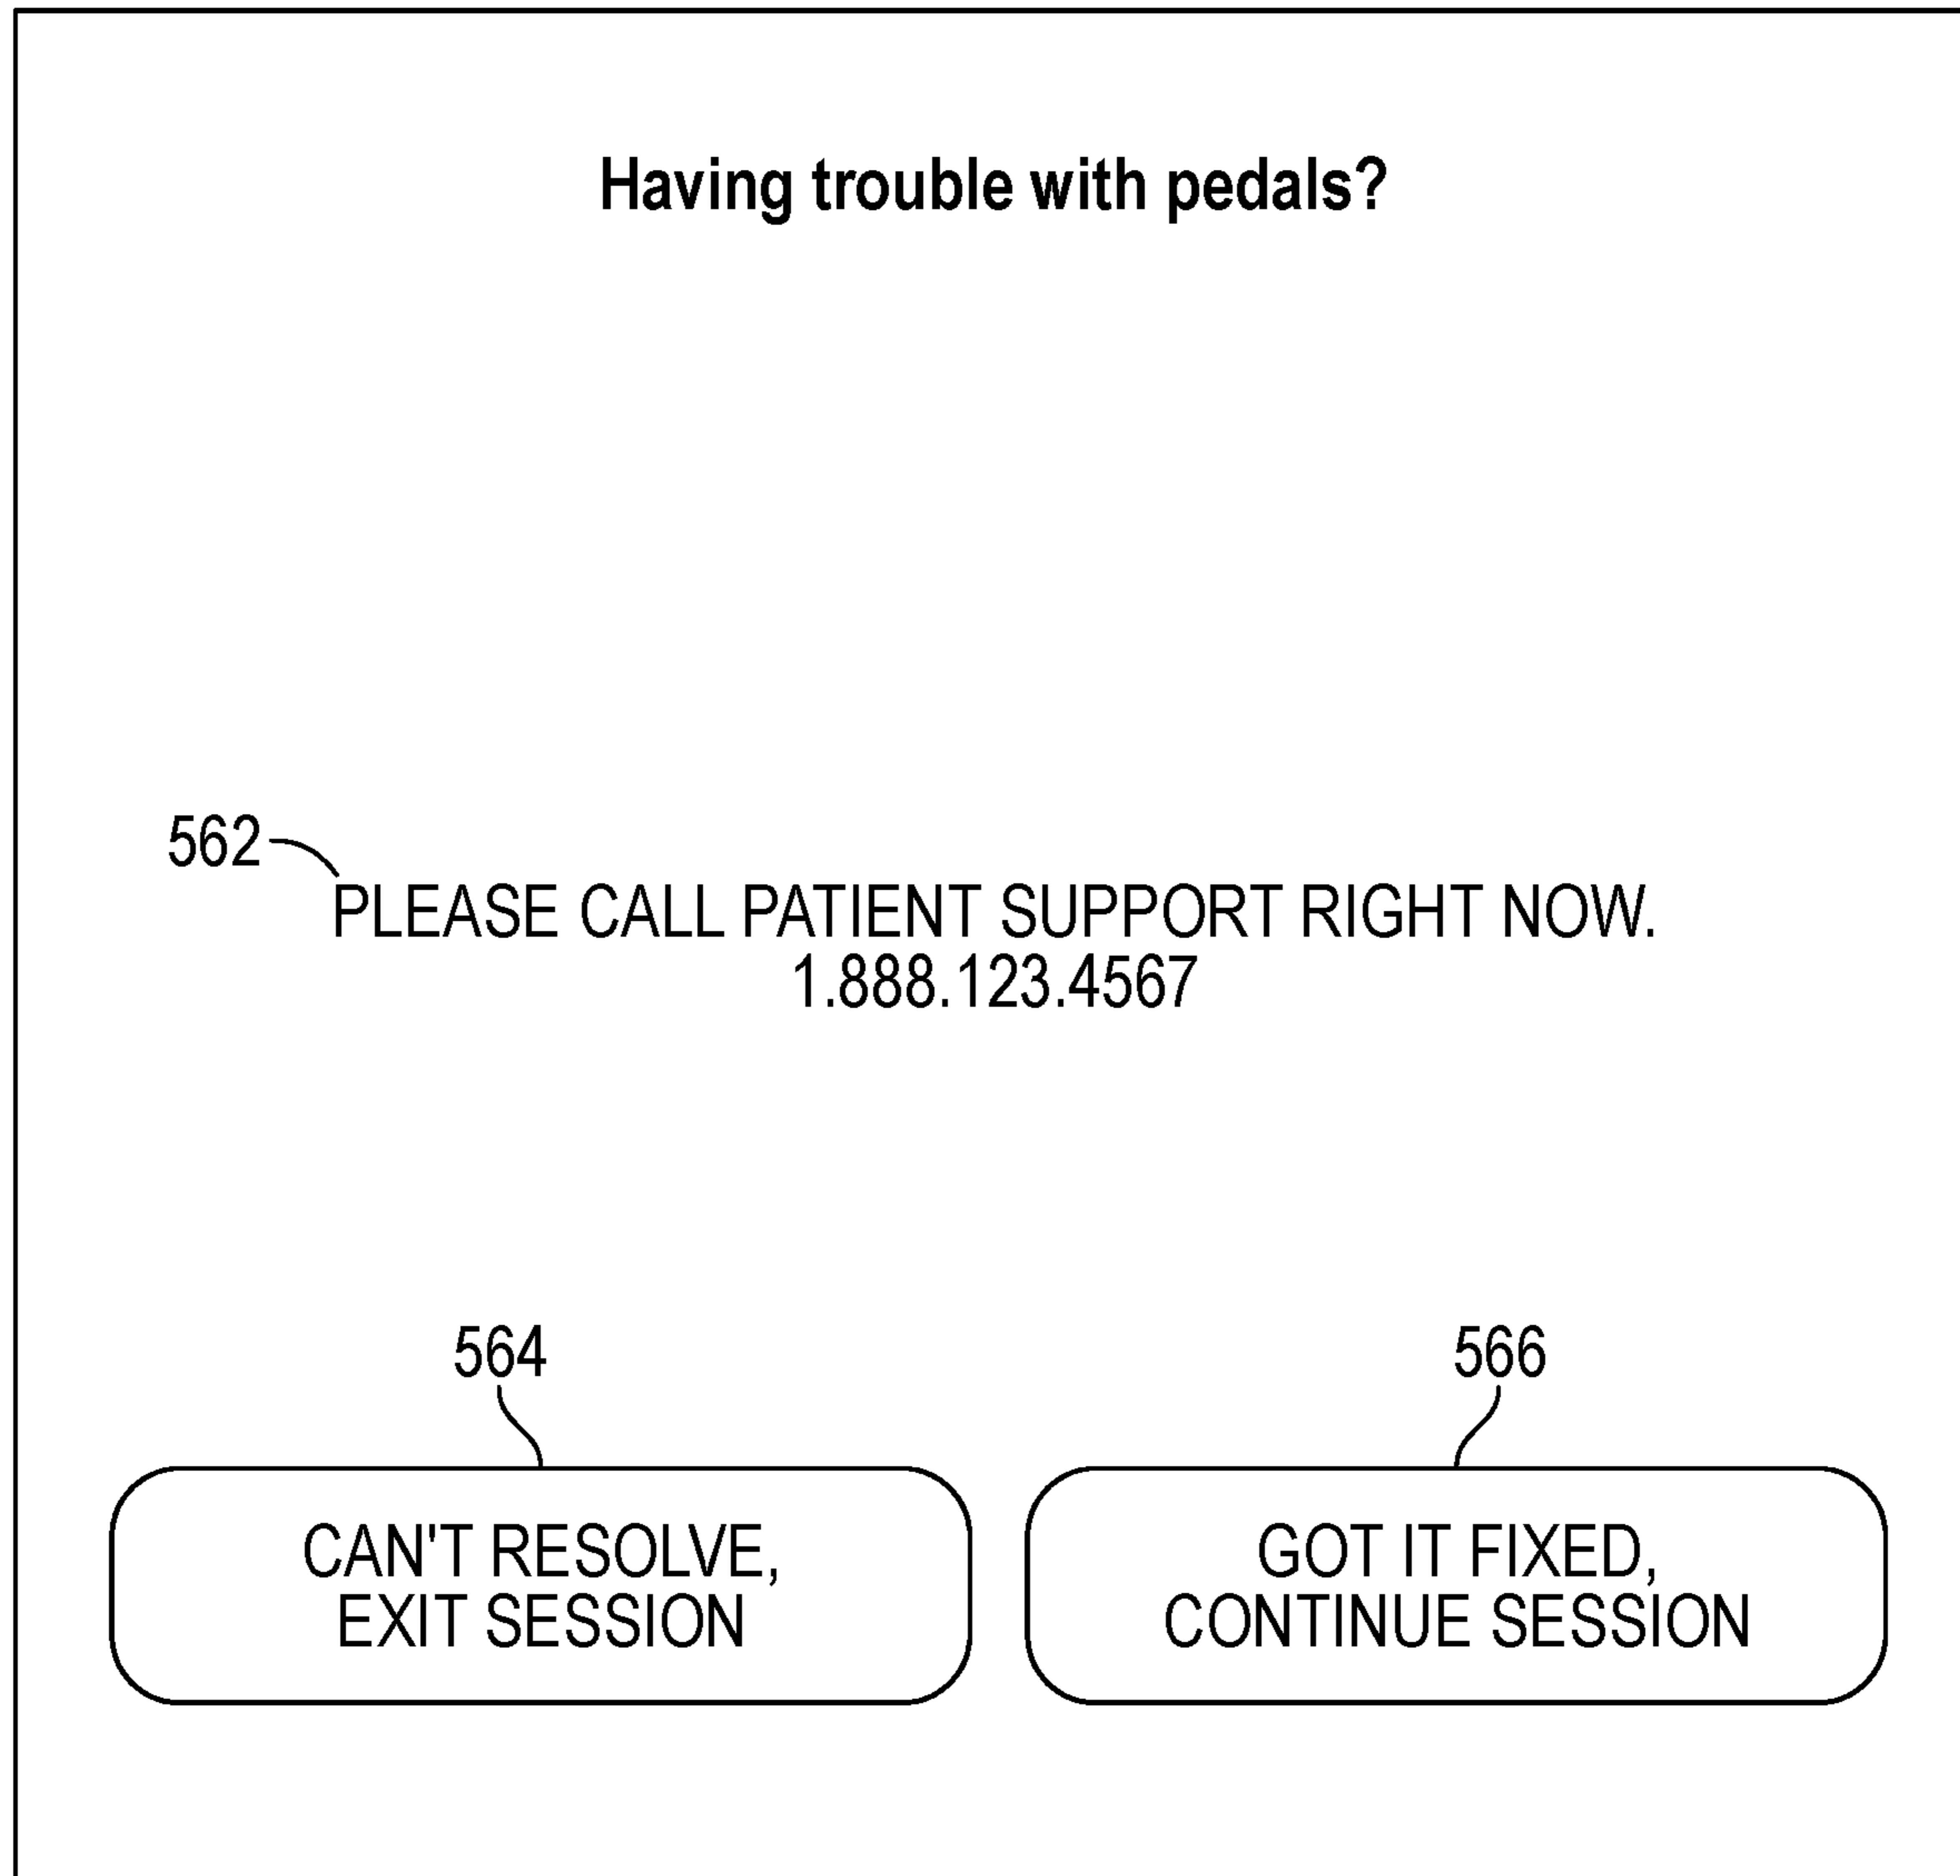 Having trouble with pedals?
562
PLEASE CALL PATIENT SUPPORT RIGHT NOW.
1.888.123.4567
564
566
CAN'T RESOLVE,
EXIT SESSION
GOT IT FIXED,
CONTINUE SESSION